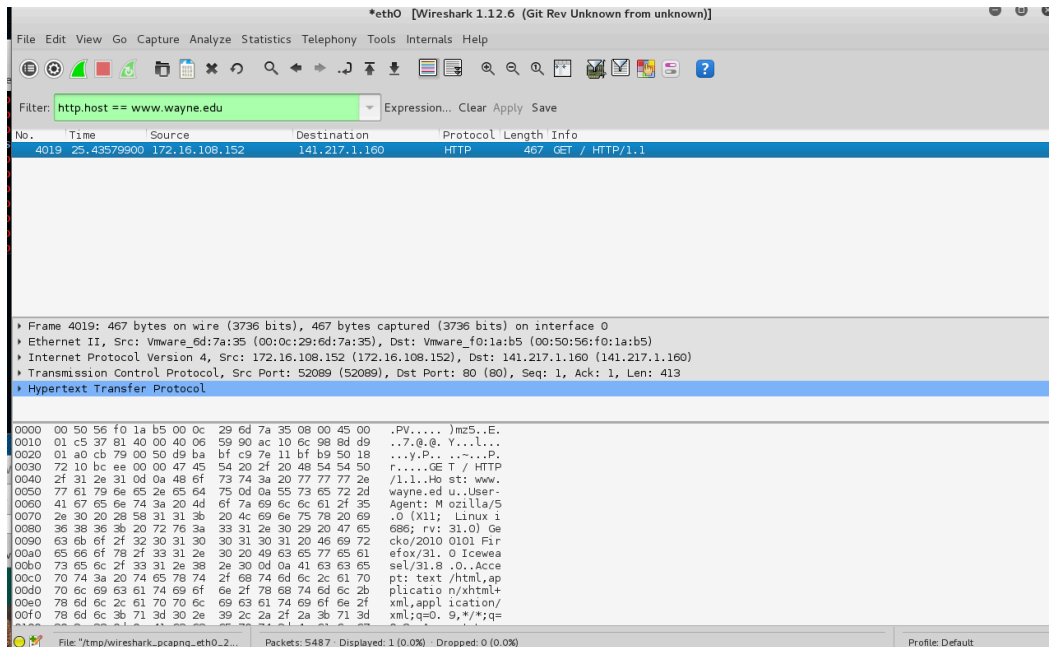 *eth0 [Wireshark 1.12.6 (Git Rev Unknown from unknown)]
File Edit View Go Capture Analyze Statistics Telephony Tools Internals Help
Filter: http.host == www.wayne.edu Expression... Clear Apply Save
No. Time Source Destination Protocol Length Info
4019 25.43579900 172.16.108.152 141.217.1.160 HTTP 467 GET / HTTP/1.1
Frame 4019: 467 bytes on wire (3736 bits), 467 bytes captured (3736 bits) on interface 0
Ethernet II, Src: Vmware_6d:7a:35 (00:0c:29:6d:7a:35), Dst: Vmware_f0:1a:b5 (00:50:56:f0:1a:b5)
Internet Protocol Version 4, Src: 172.16.108.152 (172.16.108.152), Dst: 141.217.1.160 (141.217.1.160)
Transmission Control Protocol, Src Port: 52089 (52089), Dst Port: 80 (80), Seq: 1, Ack: 1, Len: 413
Hypertext Transfer Protocol
0000 00 50 56 f0 1a b5 00 0c 29 6d 7a 35 08 00 45 00 .PV..... )mz5..E.
0010 01 c5 37 81 40 00 40 06 59 90 ac 10 6c 98 8d d9 ..7.@.@. Y...l...
0020 01 a0 cb 79 00 50 d9 ba bf c9 7e 11 bf b9 50 18 ...y.P.. ..~...P.
0030 72 10 bc ee 00 00 47 45 54 20 2f 20 48 54 54 50 r.....GE T / HTTP
0040 2f 31 2e 31 0d 0a 48 6f 73 74 3a 20 77 77 77 2e /1.1..Ho st: www.
0050 77 61 79 6e 65 2e 65 64 75 0d 0a 55 73 65 72 2d wayne.ed u..User-
0060 41 67 65 6e 74 3a 20 4d 6f 7a 69 6c 6c 61 2f 35 Agent: M ozilla/5
0070 2e 30 20 28 58 31 31 3b 20 4c 69 6e 75 78 20 69 .0 (X11; Linux i
0080 36 38 36 3b 20 72 76 3a 33 31 2e 30 29 20 47 65 686; rv: 31.0) Ge
0090 63 6b 6f 2f 32 30 31 30 30 31 30 31 20 46 69 72 cko/2010 0101 Fir
00a0 65 66 6f 78 2f 33 31 2e 30 20 49 63 65 77 65 61 efox/31. 0 Icewea
00b0 73 65 6c 2f 33 31 2e 38 2e 30 0d 0a 41 63 63 65 sel/31.8 .0..Acce
00c0 70 74 3a 20 74 65 78 74 2f 68 74 6d 6c 2c 61 70 pt: text /html,ap
00d0 70 6c 69 63 61 74 69 6f 6e 2f 78 68 74 6d 6c 2b plicatio n/xhtml+
00e0 78 6d 6c 2c 61 70 70 6c 69 63 61 74 69 6f 6e 2f xml,appl ication/
00f0 78 6d 6c 3b 71 3d 30 2e 39 2c 2a 2f 2a 3b 71 3d xml;q=0. 9,*/*;q=
File: "/tmp/wireshark_pcapng_eth0_2... Packets: 5487 · Displayed: 1 (0.0%) · Dropped: 0 (0.0%) Profile: Default